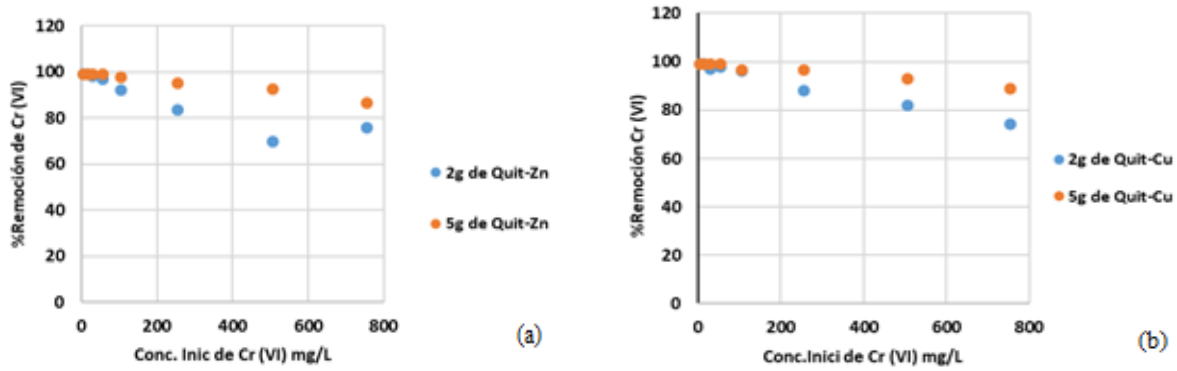 120
100
80
60
40
20
0
%Remoción de Cr (VI)
0 200 400 600 800
Conc. Inic de Cr (VI) mg/L
2g de Quit-Zn
5g de Quit-Zn
(a)
120
100
80
60
40
20
0
%Remoción Cr (VI)
0 200 400 600 800
Conc.Inici de Cr (VI) mg/L
2g de Quit-Cu
5g de Quit-Cu
(b)